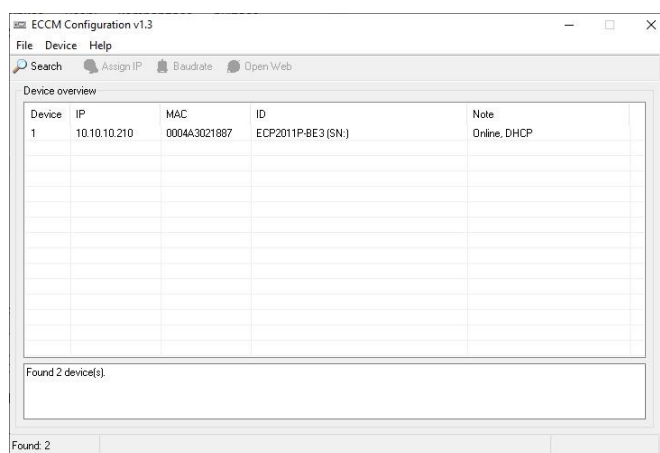 ECCM Configuration v1.3
File Device Help
Search Assign IP Baudrate Open Web
Device overview
Device IP MAC ID Note
1 10.10.10.210 0004A3021887 ECP2011P-BE3 (SN:) Online, DHCP
Found 2 device(s).
Found: 2